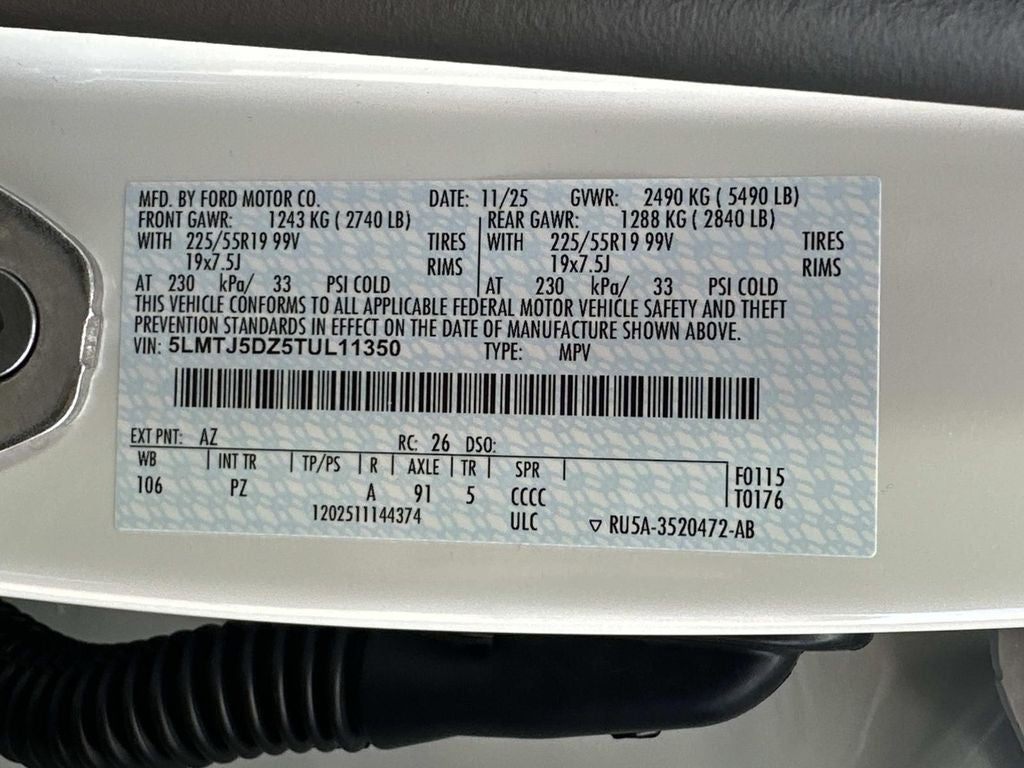 MFD. BY FORD MOTOR CO. DATE: 11/25 GVWR: 2490 KG ( 5490 LB)
FRONT GAWR: 1243 KG ( 2740 LB) REAR GAWR: 1288 KG ( 2840 LB)
WITH 225/55R19 99V TIRES WITH 225/55R19 99V TIRES
19x7.5J RIMS 19x7.5J RIMS
AT 230 kPa/ 33 PSI COLD AT 230 kPa/ 33 PSI COLD
THIS VEHICLE CONFORMS TO ALL APPLICABLE FEDERAL MOTOR VEHICLE SAFETY AND THEFT
PREVENTION STANDARDS IN EFFECT ON THE DATE OF MANUFACTURE SHOWN ABOVE.
VIN: 5LMTJ5DZ5TUL11350 TYPE: MPV
EXT PNT: AZ RC: 26 DSO:
WB INT TR TP/PS R AXLE TR SPR F0115
106 PZ A 91 5 CCCC T0176
1202511144374 ULC ▽ RU5A-3520472-AB